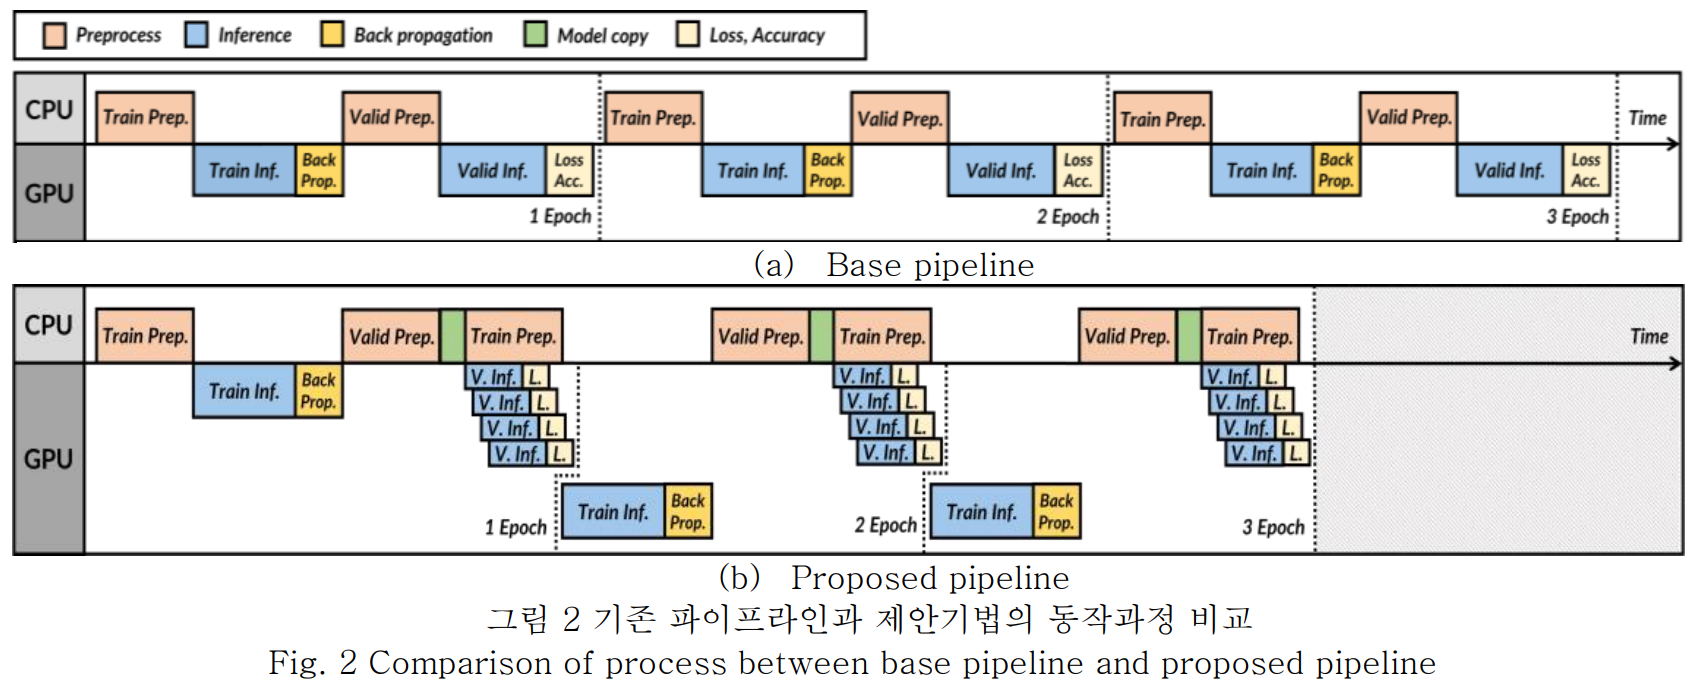 Preprocess Inference Back propagation Model copy Loss, Accuracy
CPU
Train Prep. Valid Prep. Train Prep. Valid Prep. Train Prep. Valid Prep. Time
GPU
Train Inf. Back Prop. Valid Inf. Loss Acc. Train Inf. Back Prop. Valid Inf. Loss Acc. Train Inf. Back Prop. Valid Inf. Loss Acc.
1 Epoch 2 Epoch 3 Epoch
(a) Base pipeline
CPU
Train Prep. Valid Prep. Train Prep. Valid Prep. Train Prep. Valid Prep. Train Prep. Time
GPU
Train Inf. Back Prop.
V. Inf. L. V. Inf. L. V. Inf. L.
V. Inf. L. V. Inf. L. V. Inf. L.
V. Inf. L. V. Inf. L. V. Inf. L.
V. Inf. L. V. Inf. L. V. Inf. L.
1 Epoch Train Inf. Back Prop. 2 Epoch Train Inf. Back Prop. 3 Epoch
(b) Proposed pipeline
그림 2 기존 파이프라인과 제안기법의 동작과정 비교
Fig. 2 Comparison of process between base pipeline and proposed pipeline